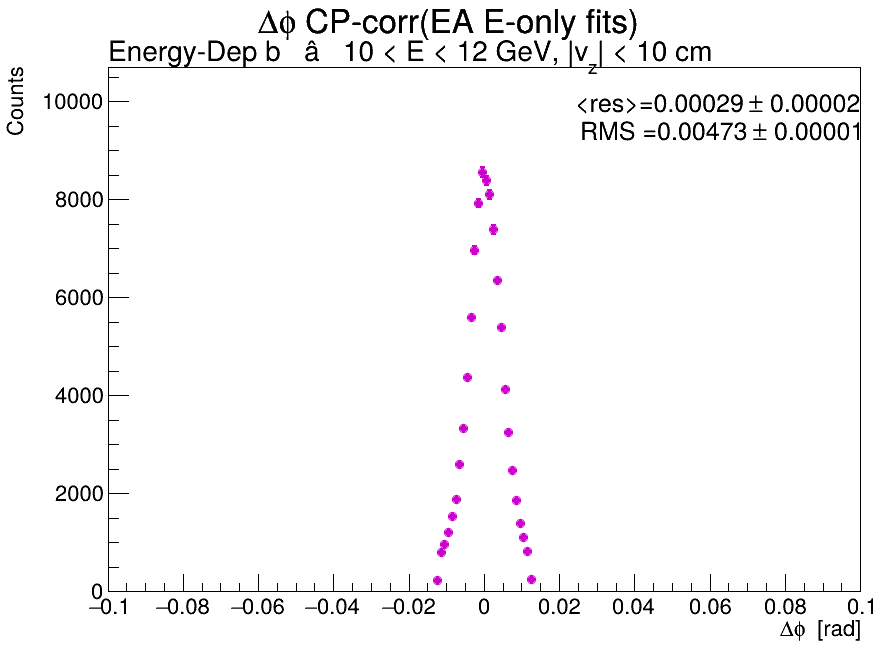 Δϕ CP-corr(EA E-only fits)
Energy-Dep b â 10 < E < 12 GeV, |v_z| < 10 cm
Counts
<res>=0.00029±0.00002
RMS =0.00473±0.00001
10000
8000
6000
4000
2000
0
−0.1 −0.08 −0.06 −0.04 −0.02 0 0.02 0.04 0.06 0.08 0.1
Δϕ [rad]